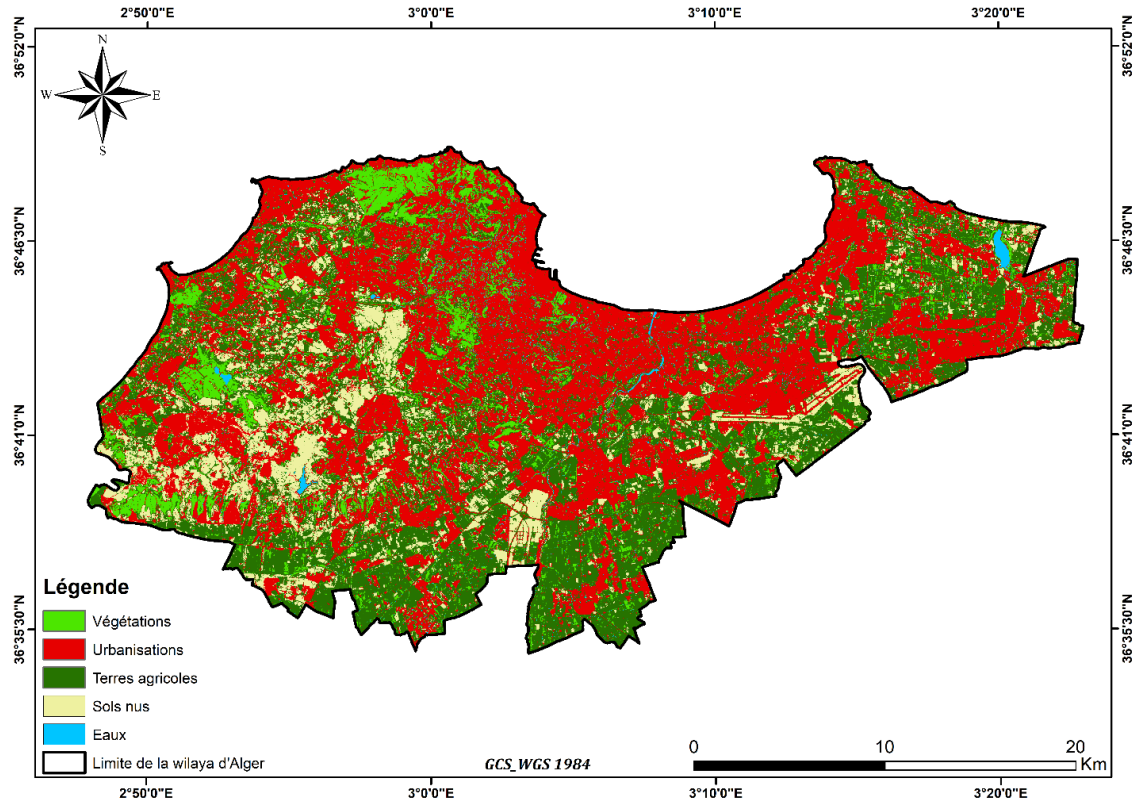 2°50'0"E 3°0'0"E 3°10'0"E 3°20'0"E
36°52'0"N 36°52'0"N
N
W E
S
36°46'30"N 36°46'30"N
36°41'0"N 36°41'0"N
36°35'30"N 36°35'30"N
Légende
Végétations
Urbanisations
Terres agricoles
Sols nus
Eaux
Limite de la wilaya d'Alger
GCS_WGS 1984
0 10 20
Km
2°50'0"E 3°0'0"E 3°10'0"E 3°20'0"E